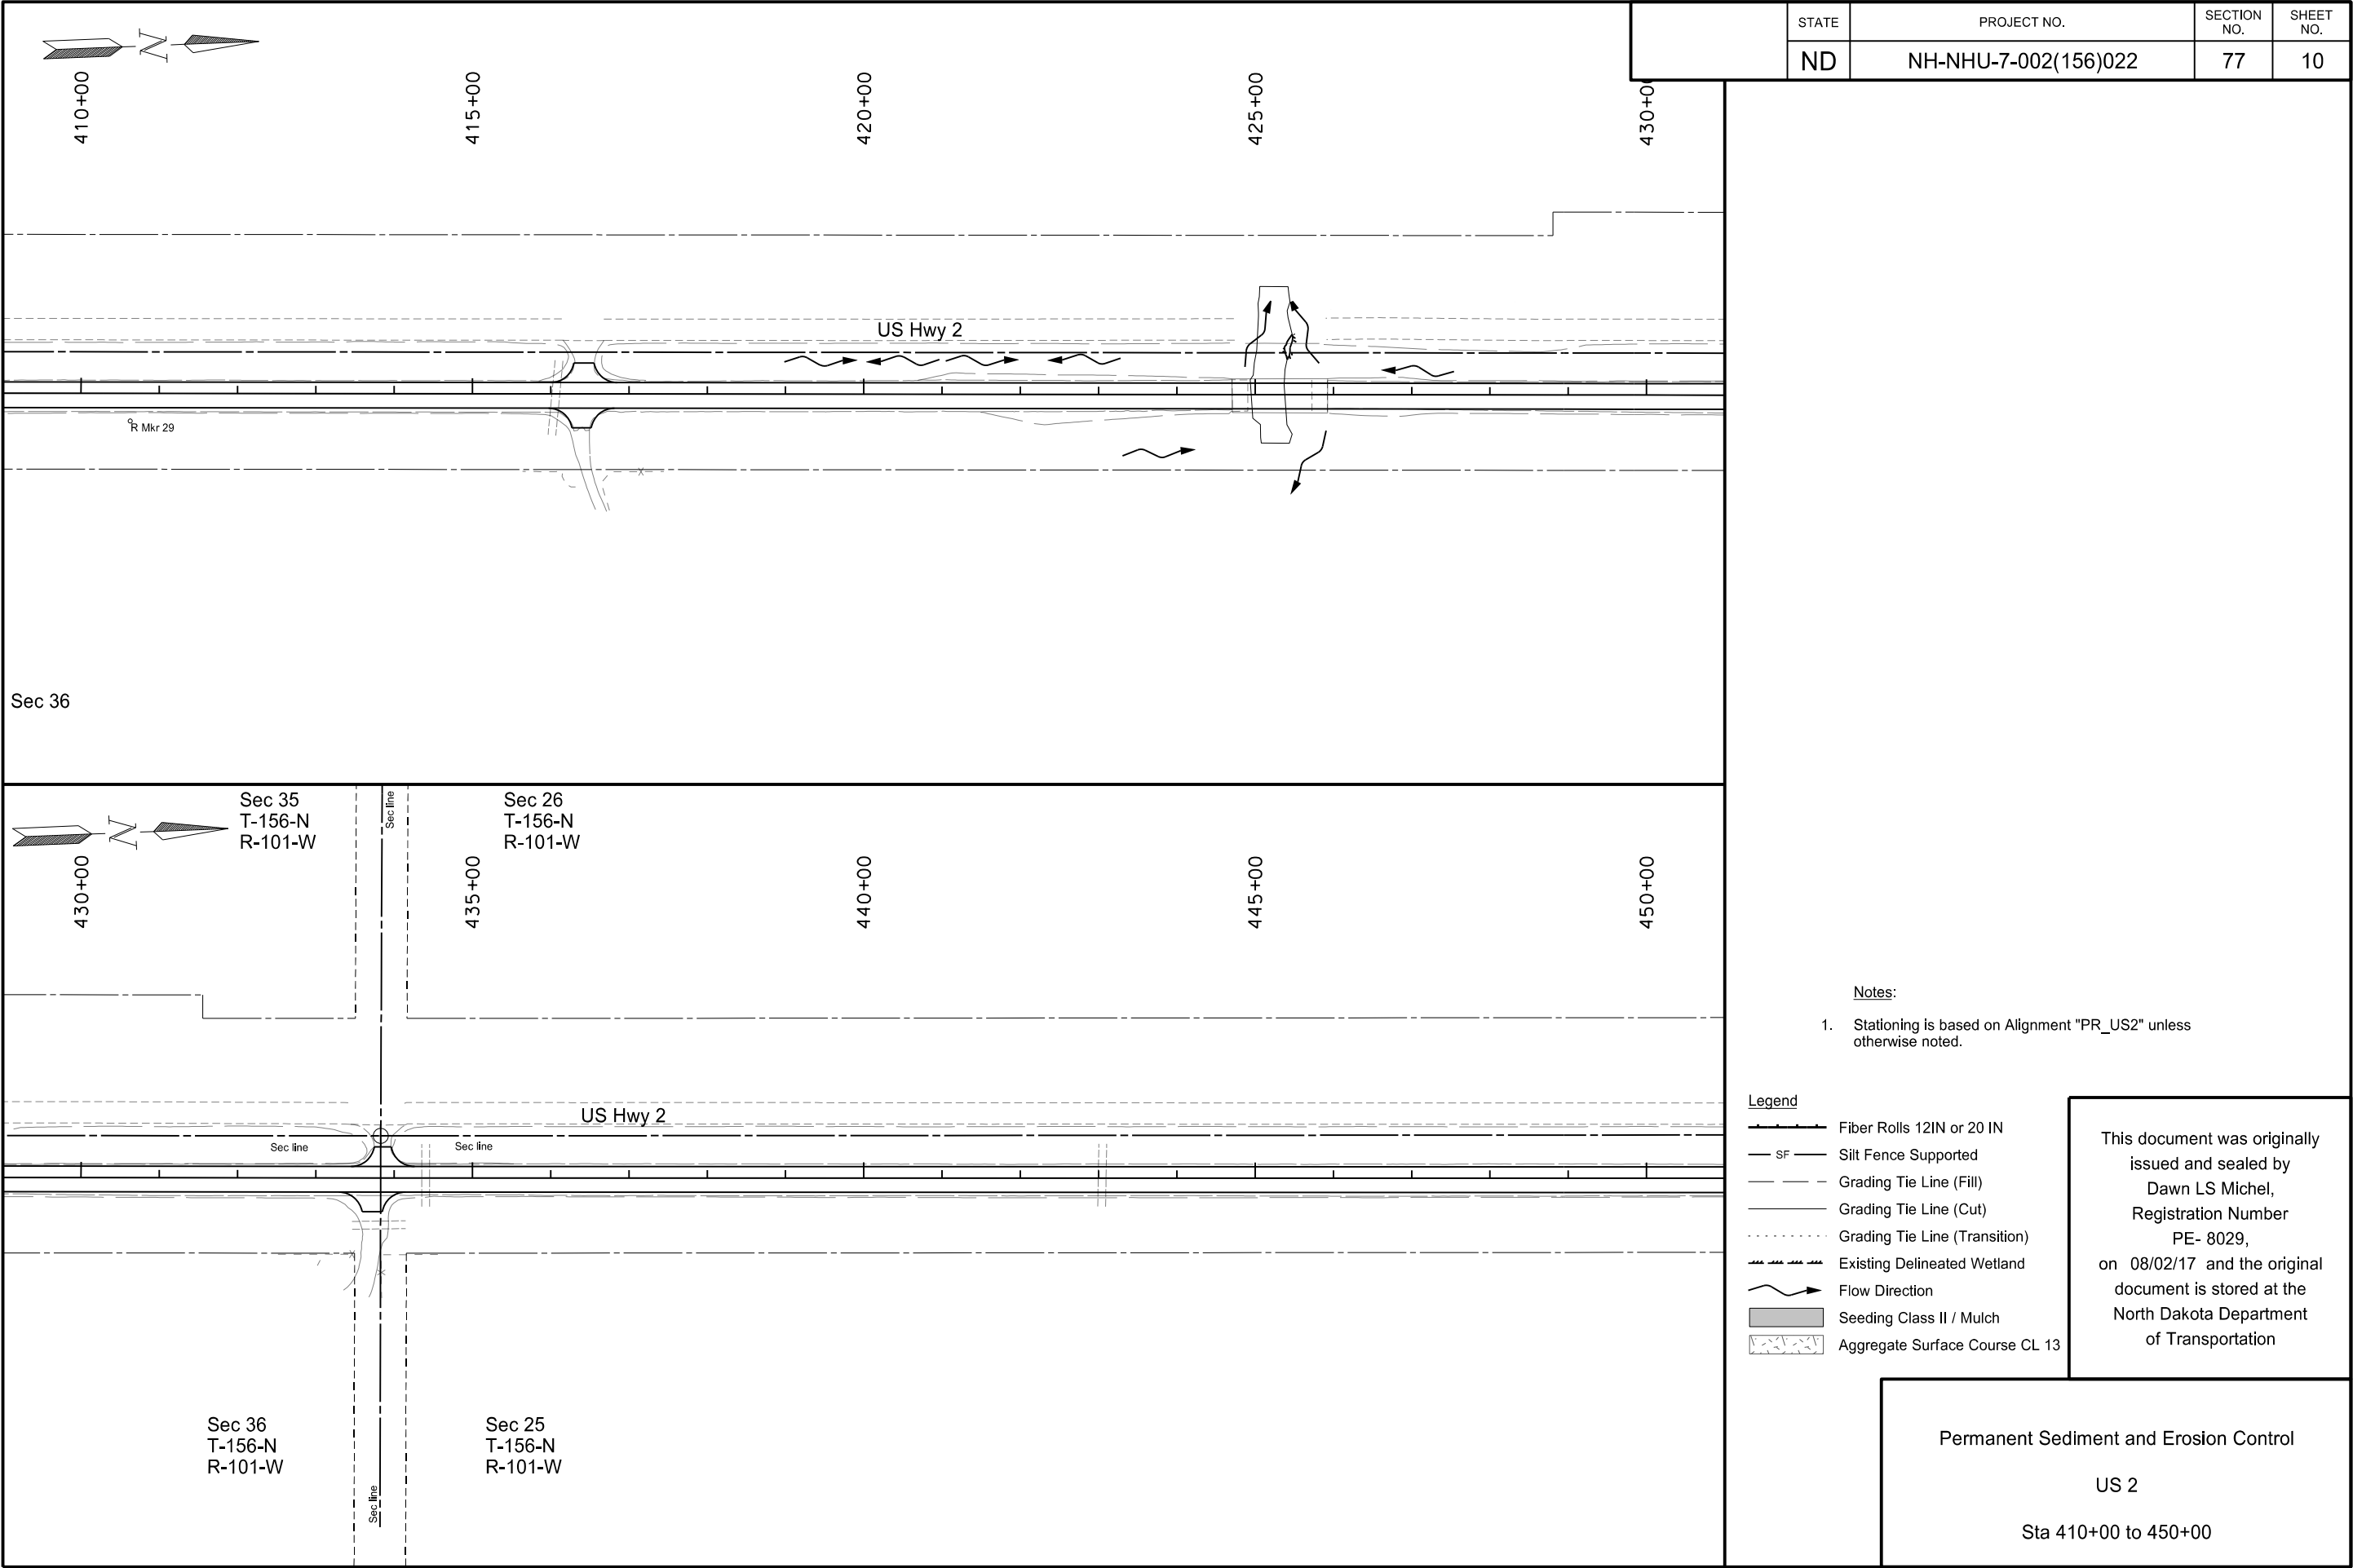 STATE
PROJECT NO.
SECTION NO.
SHEET NO.
ND
NH-NHU-7-002(156)022
77
10
N
410+00
415+00
420+00
425+00
430+00
US Hwy 2
R Mkr 29
Sec 36
N
Sec 35
T-156-N
R-101-W
Sec line
Sec 26
T-156-N
R-101-W
430+00
435+00
440+00
445+00
450+00
US Hwy 2
Sec line
Sec line
Sec 36
T-156-N
R-101-W
Sec 25
T-156-N
R-101-W
Sec line
Notes:
1. Stationing is based on Alignment "PR_US2" unless
otherwise noted.
Legend
Fiber Rolls 12IN or 20 IN
SF Silt Fence Supported
Grading Tie Line (Fill)
Grading Tie Line (Cut)
Grading Tie Line (Transition)
Existing Delineated Wetland
Flow Direction
Seeding Class II / Mulch
Aggregate Surface Course CL 13
This document was originally
issued and sealed by
Dawn LS Michel,
Registration Number
PE- 8029,
on 08/02/17 and the original
document is stored at the
North Dakota Department
of Transportation
Permanent Sediment and Erosion Control
US 2
Sta 410+00 to 450+00